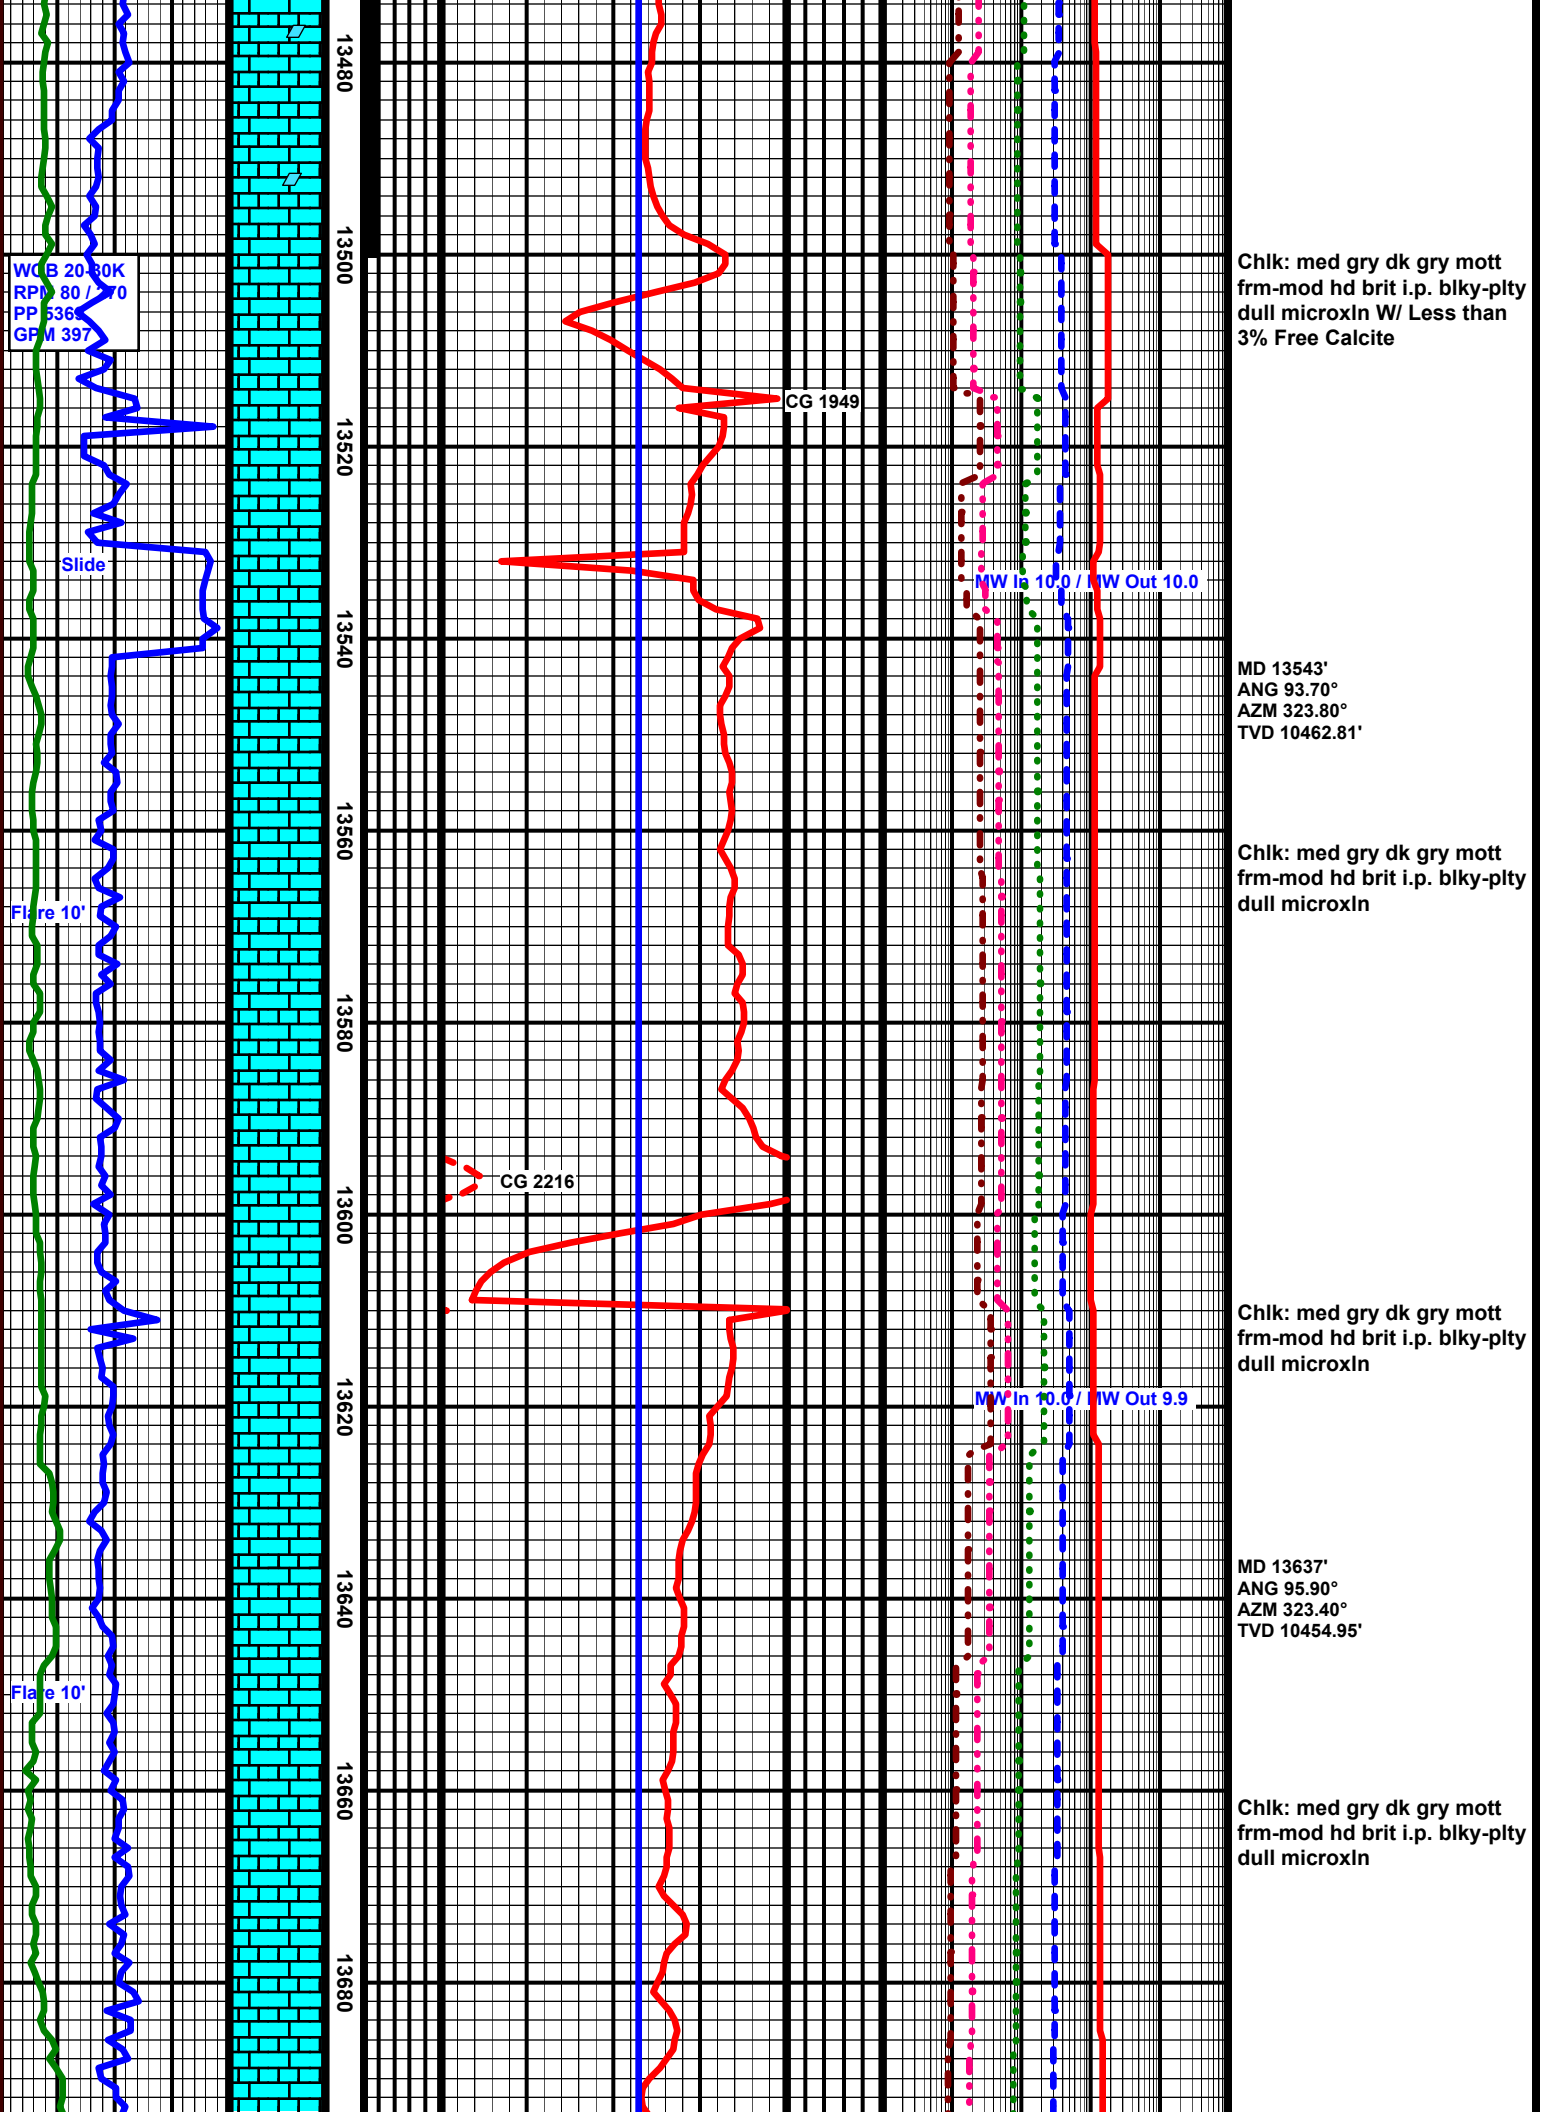 13480
13500
WOB 20-30K
RPM 80 / 270
PP 536
GPM 397
Chlk: med gry dk gry mott
frm-mod hd brit i.p. blky-plty
dull microxln W/ Less than
3% Free Calcite
CG 1949
13520
Slide
MW In 10.0 / MW Out 10.0
13540
MD 13543'
ANG 93.70°
AZM 323.80°
TVD 10462.81'
13560
Chlk: med gry dk gry mott
frm-mod hd brit i.p. blky-plty
dull microxln
Flare 10'
13580
CG 2216
13600
Chlk: med gry dk gry mott
frm-mod hd brit i.p. blky-plty
dull microxln
MW In 10.0 / MW Out 9.9
13620
MD 13637'
ANG 95.90°
AZM 323.40°
TVD 10454.95'
13640
Flare 10'
13660
Chlk: med gry dk gry mott
frm-mod hd brit i.p. blky-plty
dull microxln
13680